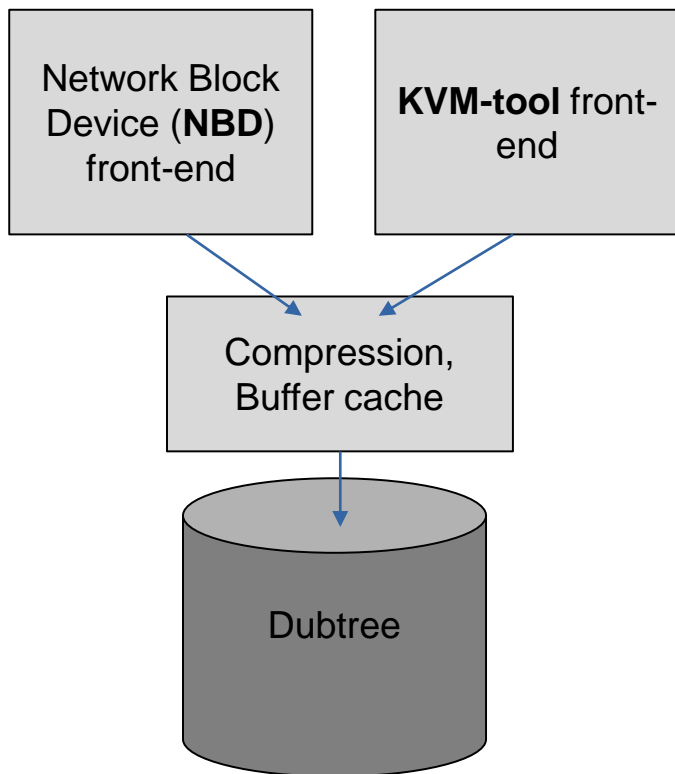 Network Block
Device (NBD)
front-end
KVM-tool front-
end
Compression,
Buffer cache
Dubtree